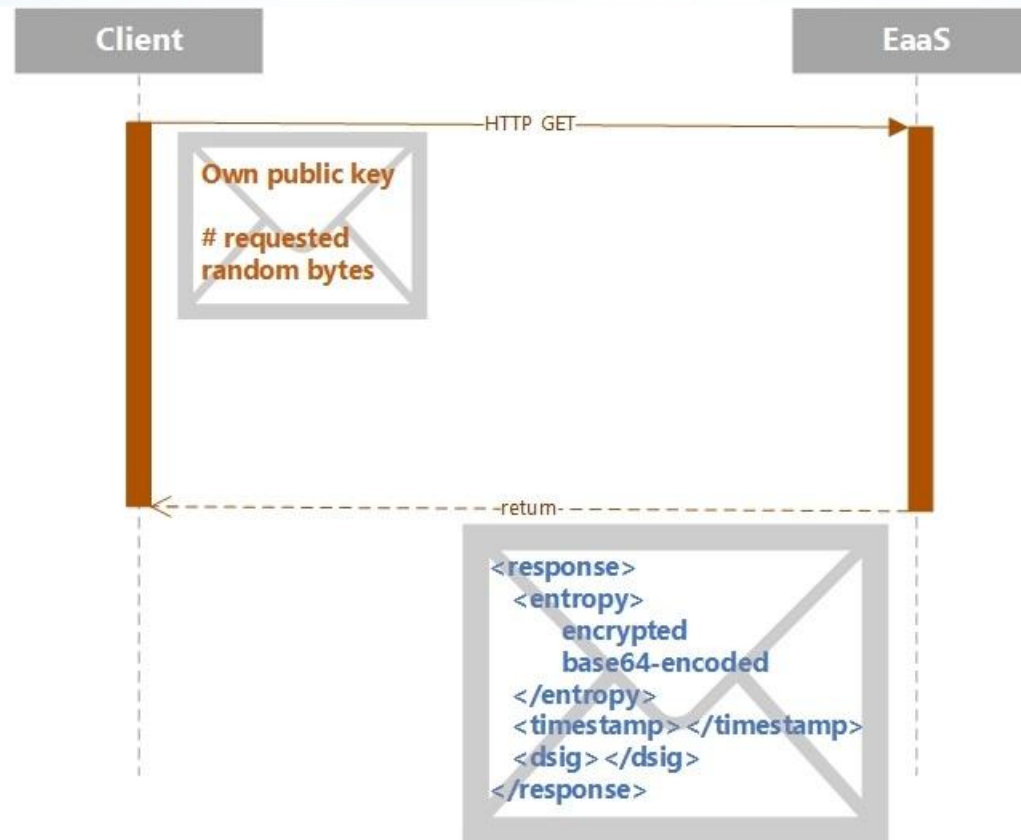 Client
EaaS
HTTP GET
Own public key
# requested
random bytes
return
<response>
<entropy>
encrypted
base64-encoded
</entropy>
<timestamp></timestamp>
<dsig></dsig>
</response>